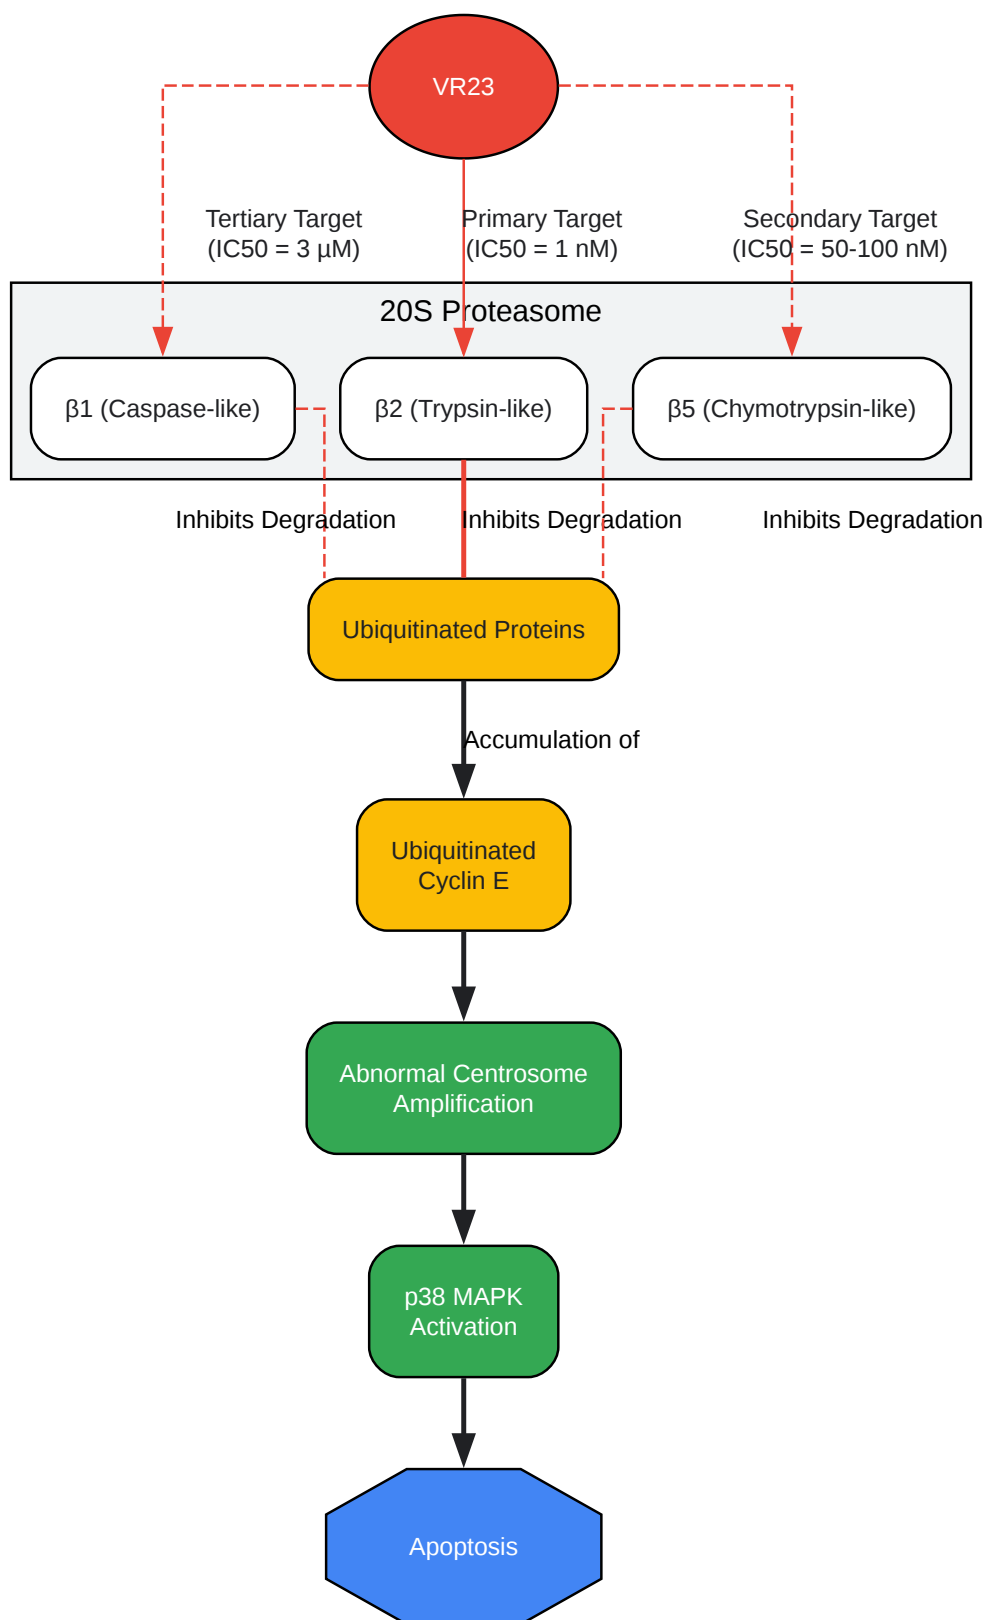 VR23
Tertiary Target
(IC50 = 3 µM)
Primary Target
(IC50 = 1 nM)
Secondary Target
(IC50 = 50-100 nM)
20S Proteasome
β1 (Caspase-like)
β2 (Trypsin-like)
β5 (Chymotrypsin-like)
Inhibits Degradation
Inhibits Degradation
Inhibits Degradation
Ubiquitinated Proteins
Accumulation of
Ubiquitinated
Cyclin E
Abnormal Centrosome
Amplification
p38 MAPK
Activation
Apoptosis